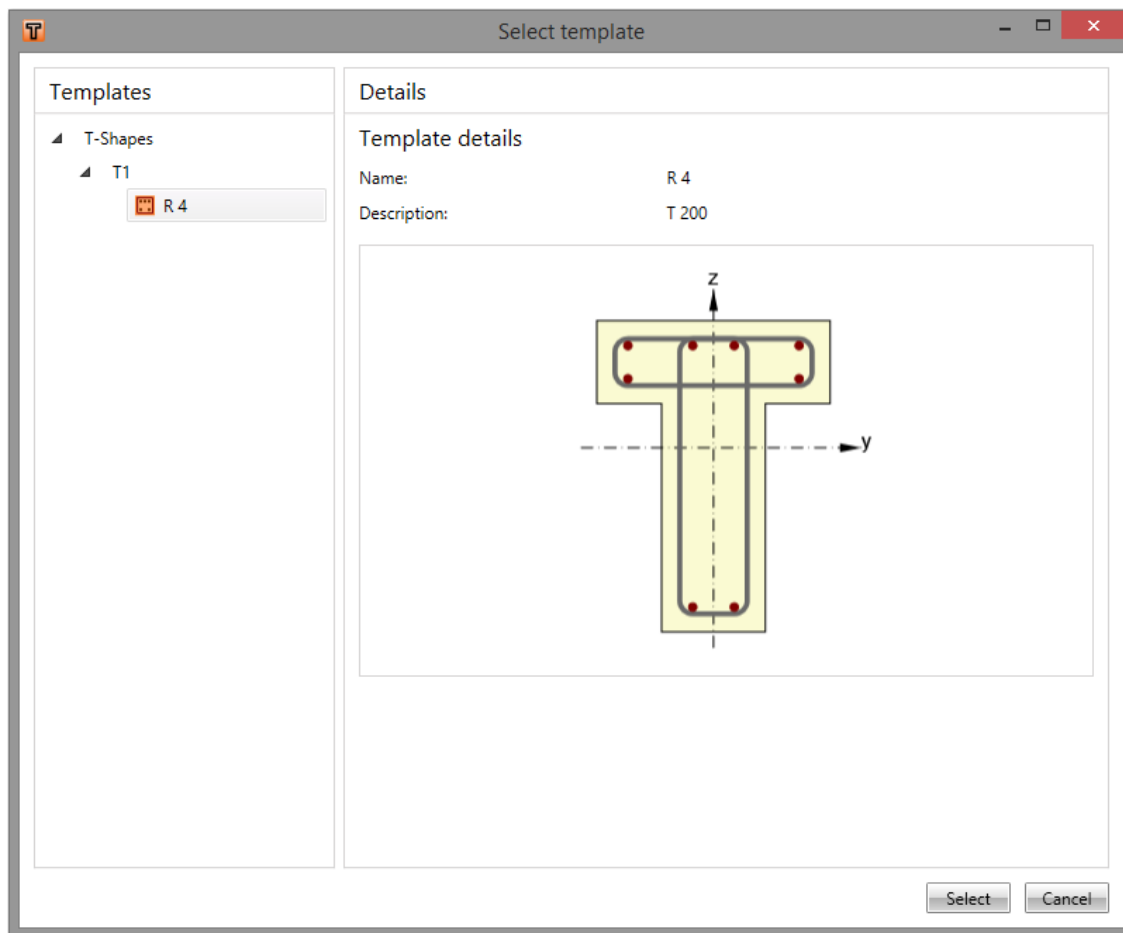 Select template
Templates
T-Shapes
T1
R 4
Details
Template details
Name: R 4
Description: T 200
z
y
Select Cancel